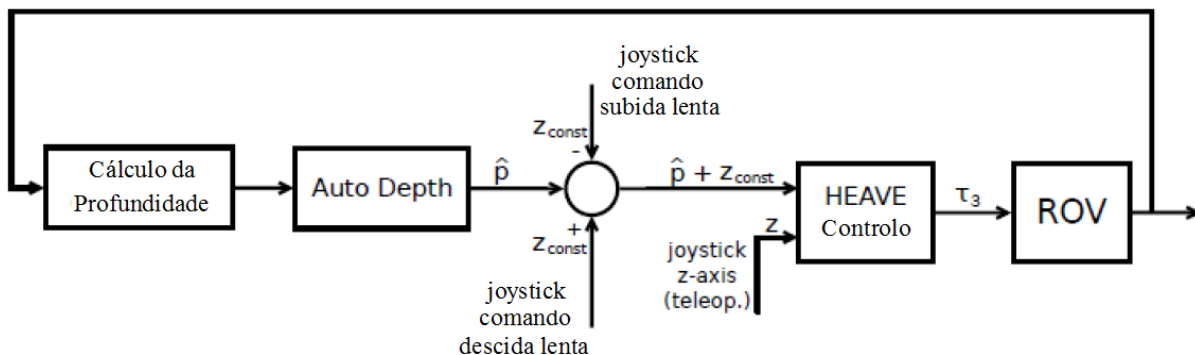 joystick
comando
subida lenta
z_const
-
Cálculo da
Profundidade
Auto Depth
p̂
p̂ + z_const
HEAVE
Controlo
τ₃
ROV
+
z_const
z
joystick
z-axis
(teleop.)
joystick
comando
descida lenta